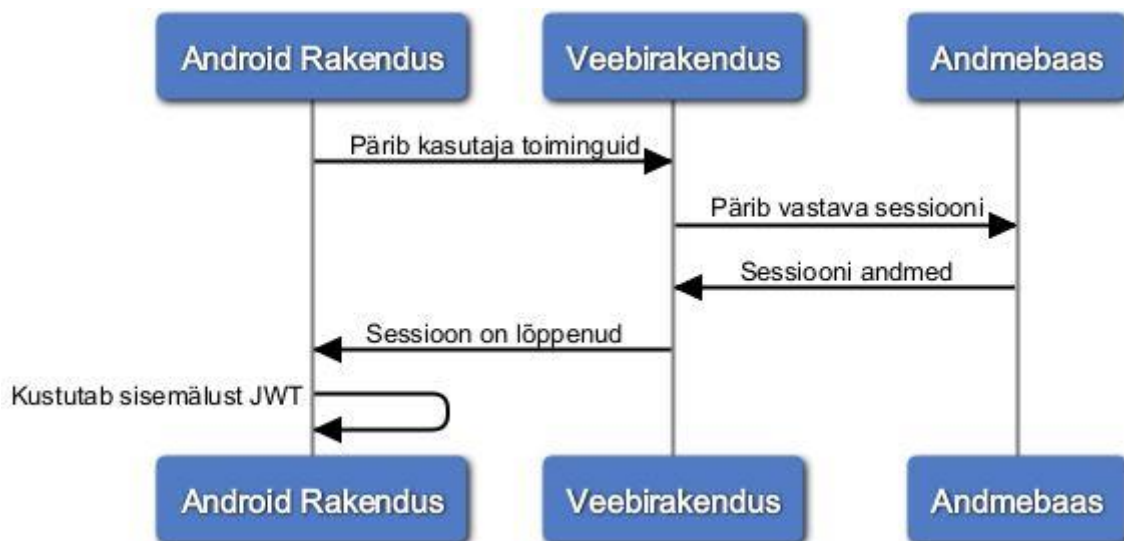 Android Rakendus
Veebirakendus
Andmebaas
Pärib kasutaja toiminguid
Pärib vastava sessiooni
Sessiooni andmed
Sessioon on lõppenud
Kustutab sisemälust JWT
Android Rakendus
Veebirakendus
Andmebaas